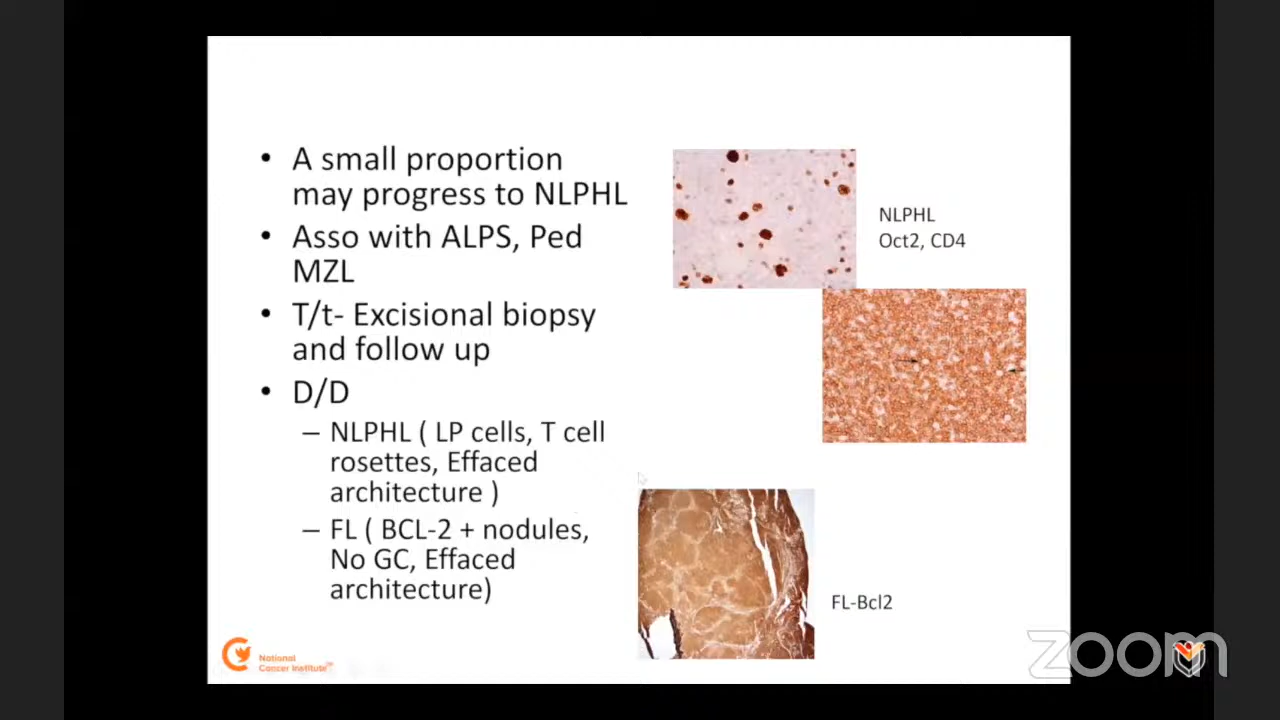 • A small proportion
may progress to NLPHL
• Asso with ALPS, Ped
MZL
• T/t- Excisional biopsy
and follow up
• D/D
– NLPHL ( LP cells, T cell
rosettes, Effaced
architecture )
– FL ( BCL-2 + nodules,
No GC, Effaced
architecture)
NLPHL
Oct2, CD4
FL-Bcl2
National
Cancer Institute
zoom